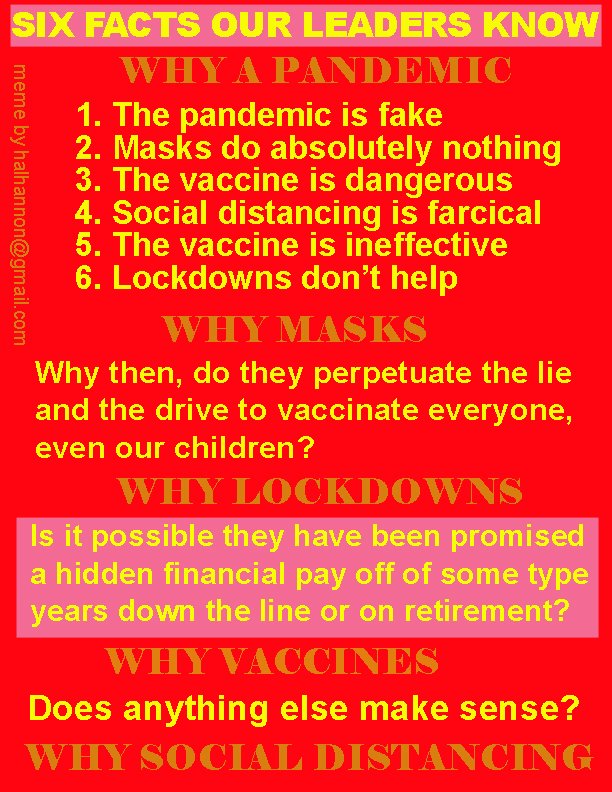 SIX FACTS OUR LEADERS KNOW
WHY A PANDEMIC
meme by halhannon@gmail.com
1. The pandemic is fake
2. Masks do absolutely nothing
3. The vaccine is dangerous
4. Social distancing is farcical
5. The vaccine is ineffective
6. Lockdowns don’t help
WHY MASKS
Why then, do they perpetuate the lie
and the drive to vaccinate everyone,
even our children?
WHY LOCKDOWNS
Is it possible they have been promised
a hidden financial pay off of some type
years down the line or on retirement?
WHY VACCINES
Does anything else make sense?
WHY SOCIAL DISTANCING